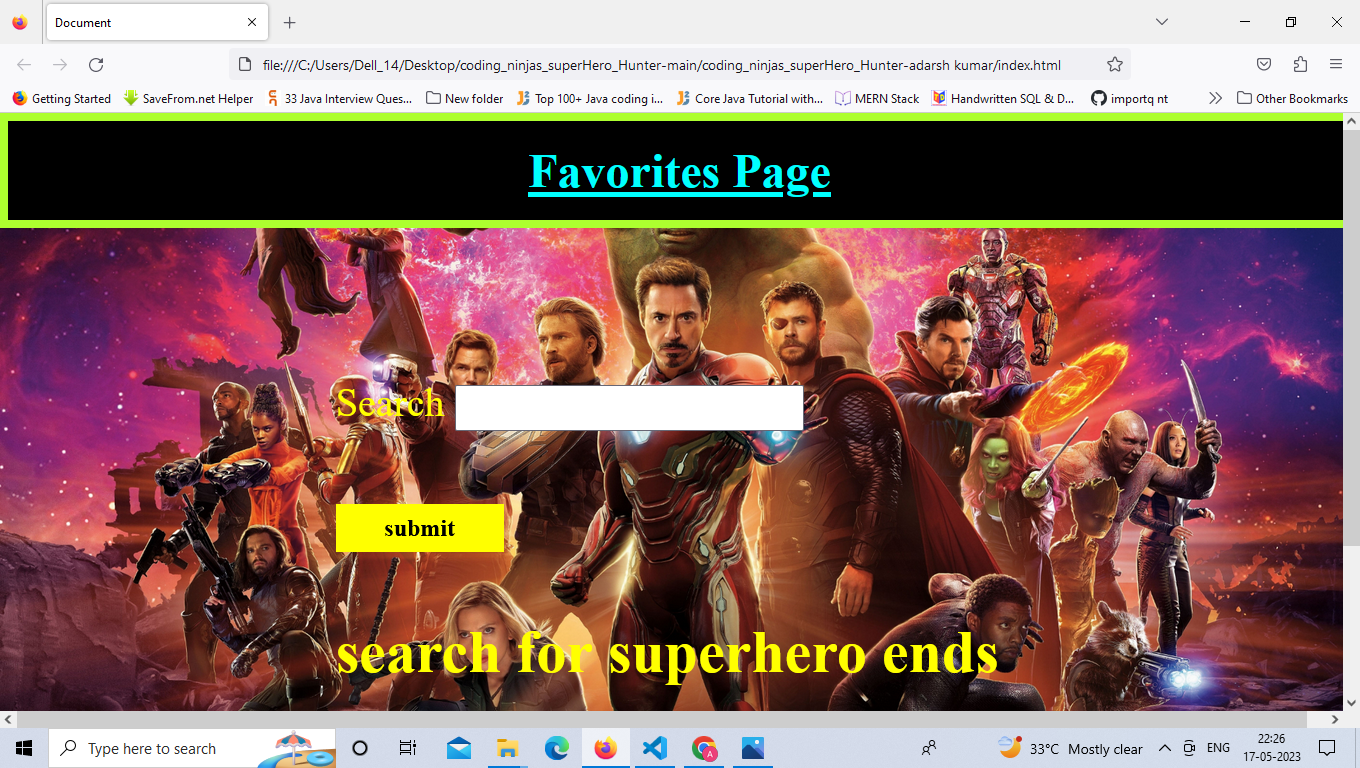 Document
file:///C:/Users/Dell_14/Desktop/coding_ninjas_superHero_Hunter-main/coding_ninjas_superHero_Hunter-adarsh kumar/index.html
Getting Started SaveFrom.net Helper 33 Java Interview Ques... New folder Top 100+ Java coding i... Core Java Tutorial with... MERN Stack Handwritten SQL & D... importq nt Other Bookmarks
Favorites Page
Search
submit
search for superhero ends
Type here to search 33°C Mostly clear ENG 22:26
17-05-2023